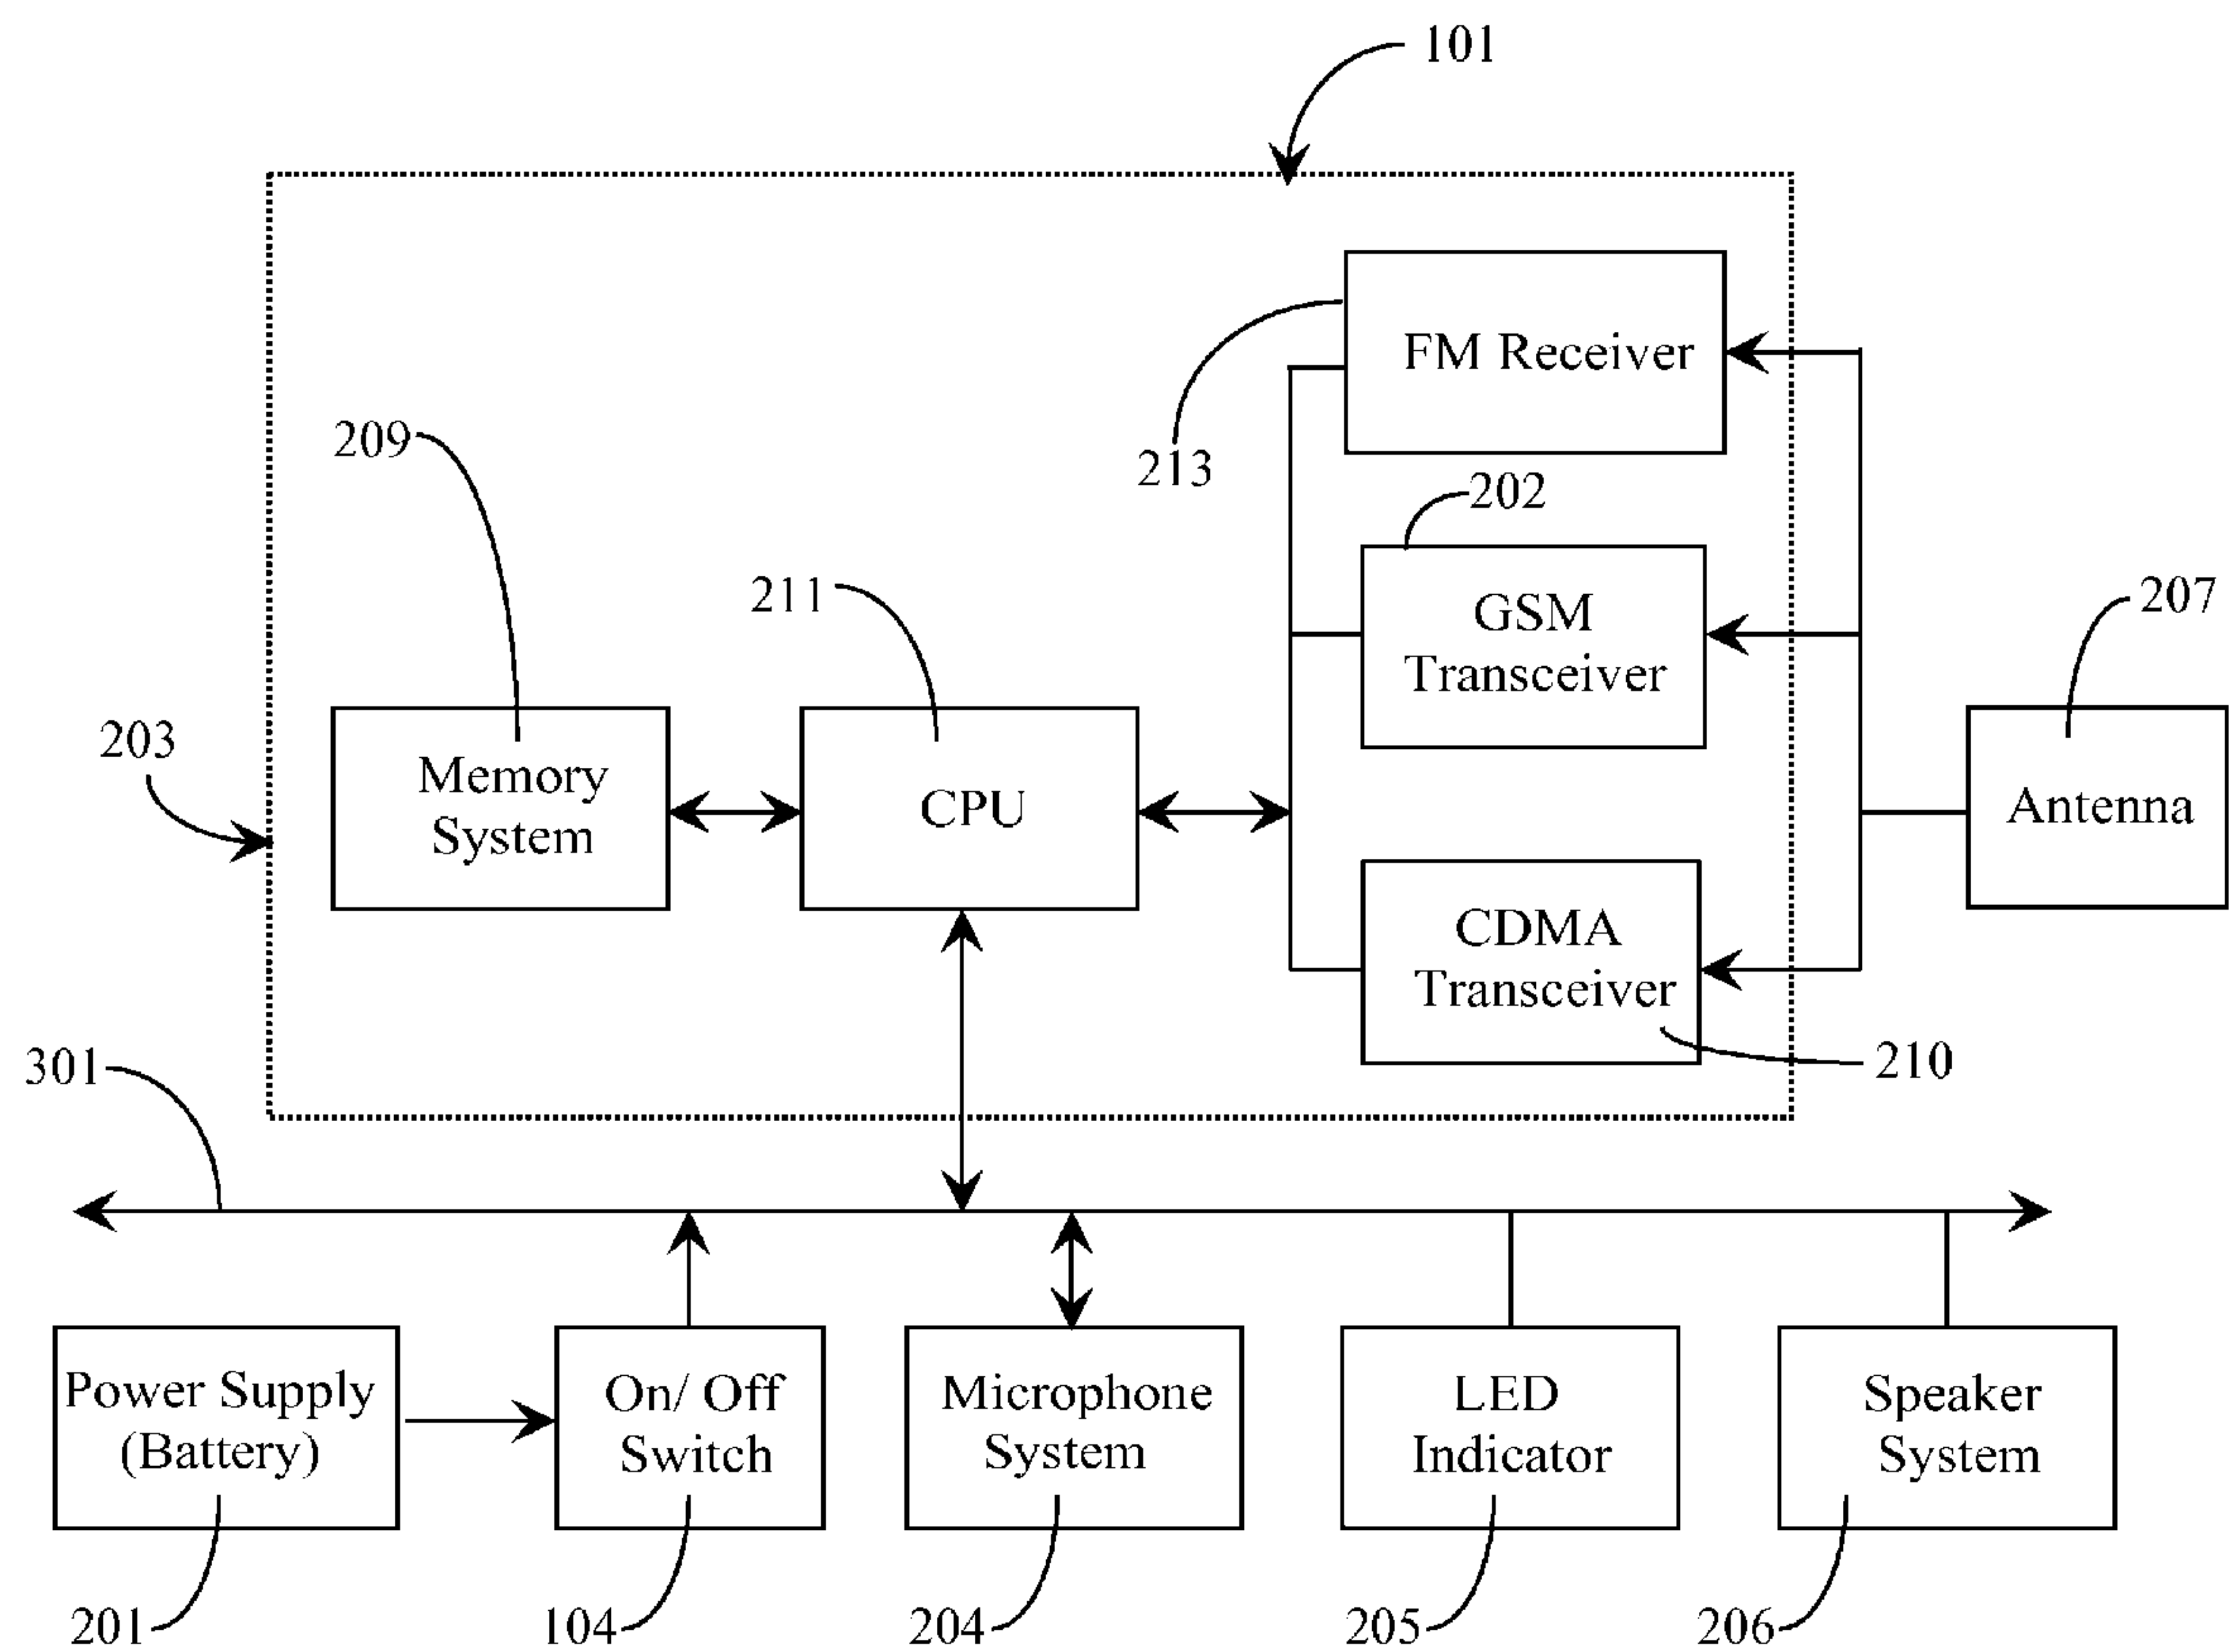 101
FM Receiver
213
209
202
GSM
Transceiver
211
207
203
Memory
System
CPU
Antenna
CDMA
Transceiver
210
301
Power Supply
(Battery)
On/ Off
Switch
Microphone
System
LED
Indicator
Speaker
System
201
104
204
205
206